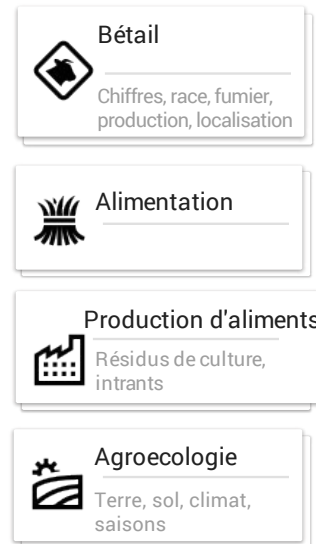 Bétail
Chiffres, race, fumier,
production, localisation
Alimentation
Production d'aliments
Résidus de culture,
intrants
Agroecologie
Terre, sol, climat,
saisons